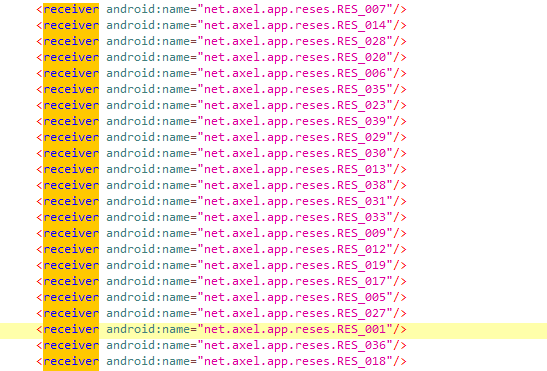 <receiver android:name="net.axel.app.reses.RES_007"/>
<receiver android:name="net.axel.app.reses.RES_014"/>
<receiver android:name="net.axel.app.reses.RES_028"/>
<receiver android:name="net.axel.app.reses.RES_020"/>
<receiver android:name="net.axel.app.reses.RES_006"/>
<receiver android:name="net.axel.app.reses.RES_035"/>
<receiver android:name="net.axel.app.reses.RES_023"/>
<receiver android:name="net.axel.app.reses.RES_039"/>
<receiver android:name="net.axel.app.reses.RES_029"/>
<receiver android:name="net.axel.app.reses.RES_030"/>
<receiver android:name="net.axel.app.reses.RES_013"/>
<receiver android:name="net.axel.app.reses.RES_038"/>
<receiver android:name="net.axel.app.reses.RES_031"/>
<receiver android:name="net.axel.app.reses.RES_033"/>
<receiver android:name="net.axel.app.reses.RES_009"/>
<receiver android:name="net.axel.app.reses.RES_012"/>
<receiver android:name="net.axel.app.reses.RES_019"/>
<receiver android:name="net.axel.app.reses.RES_017"/>
<receiver android:name="net.axel.app.reses.RES_005"/>
<receiver android:name="net.axel.app.reses.RES_027"/>
<receiver android:name="net.axel.app.reses.RES_001"/>
<receiver android:name="net.axel.app.reses.RES_036"/>
<receiver android:name="net.axel.app.reses.RES_018"/>